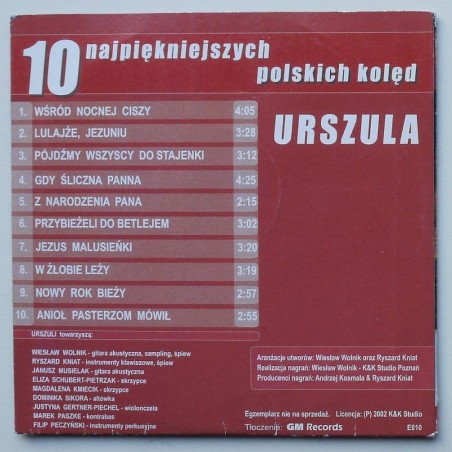 10 najpiękniejszych
polskich kolęd
URSZULA
1. WŚRÓD NOCNEJ CISZY 4:05
2. LULAJŻE, JEZUNIU 3:28
3. PÓJDŹMY WSZYSCY DO STAJENKI 3:12
4. GDY ŚLICZNA PANNA 4:25
5. Z NARODZENIA PANA 2:15
6. PRZYBIEŻELI DO BETLEJEM 3:02
7. JEZUS MALUSIEŃKI 3:20
8. W ŻŁOBIE LEŻY 3:19
9. NOWY ROK BIEŻY 2:57
10. ANIOŁ PASTERZOM MÓWIŁ 2:55
URSZULI towarzyszą:
WIESŁAW WOLNIK - gitara akustyczna, sampling, śpiew
RYSZARD KNIAT - instrumenty klawiszowe, śpiew
JANUSZ MUSIELAK - gitara akustyczna
ELIZA SCHUBERT-PIETRZAK - skrzypce
MAGDALENA KMIECIK - skrzypce
DOMINIKA SIKORA - altówka
JUSTYNA GERTNER-PIECHEL - wiolonczela
MAREK PASZKE - kontrabas
FILIP PECZYŃSKI - instrumenty perkusyjne
Aranżacje utworów: Wiesław Wolnik oraz Ryszard Kniat
Realizacja nagrań: Wiesław Wolnik - K&K Studio Poznań
Producenci nagrań: Andrzej Kosmala & Ryszard Kniat
Egzemplarz nie na sprzedaż. Licencja: (P) 2002 K&K Studio
Tłoczenie: GM Records E010